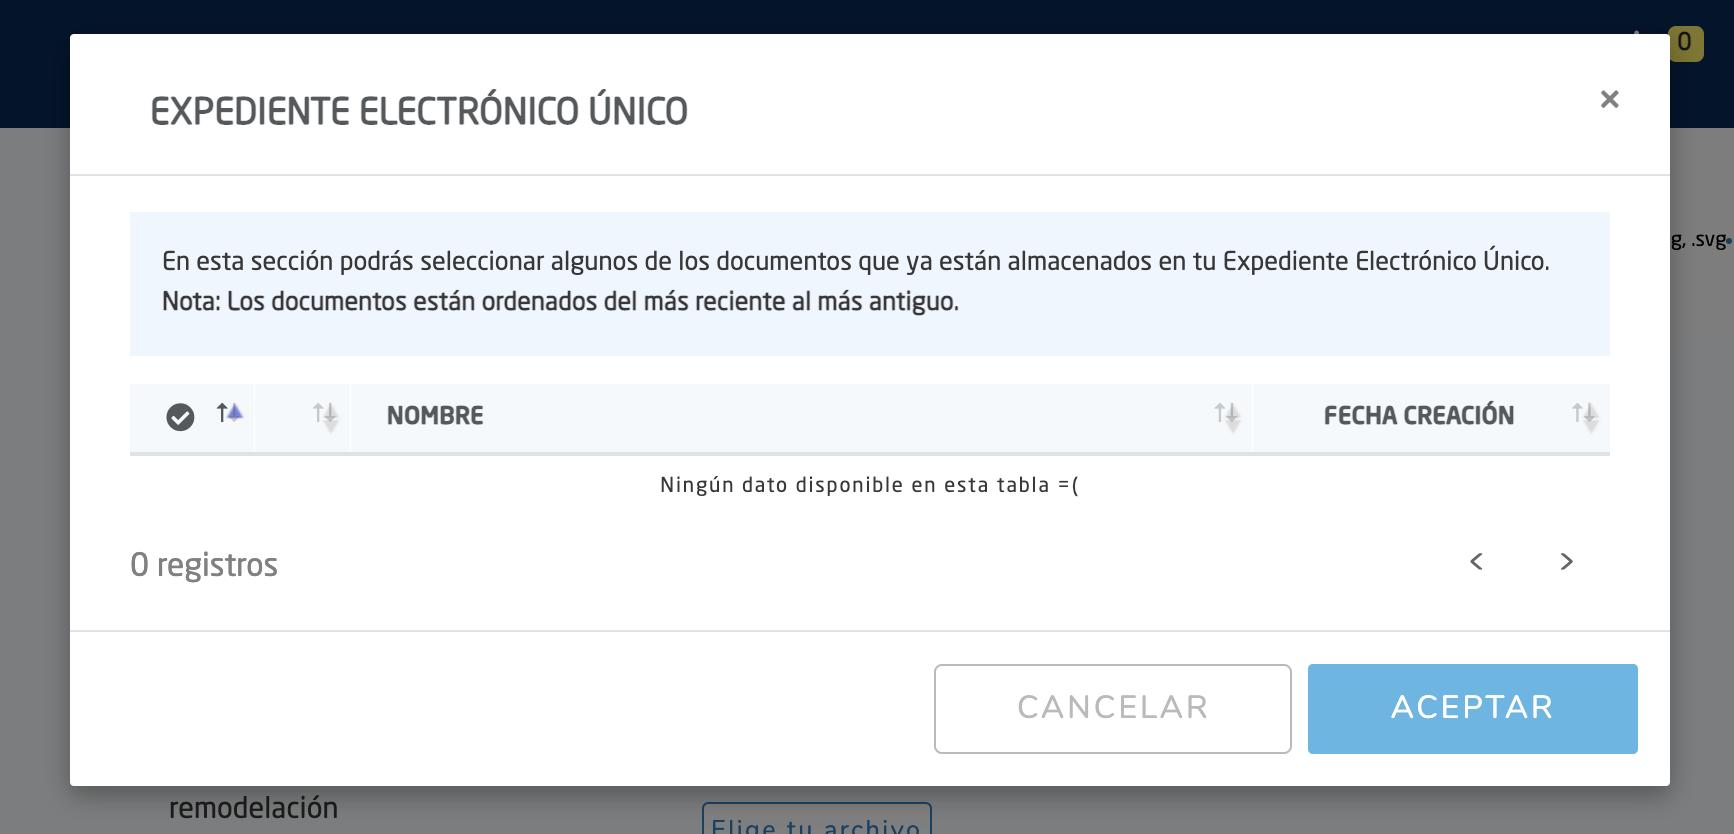 0
EXPEDIENTE ELECTRÓNICO ÚNICO
g, .svg
En esta sección podrás seleccionar algunos de los documentos que ya están almacenados en tu Expediente Electrónico Único.
Nota: Los documentos están ordenados del más reciente al más antiguo.
NOMBRE FECHA CREACIÓN
Ningún dato disponible en esta tabla =(
0 registros
CANCELAR ACEPTAR
remodelación
Elige tu archivo